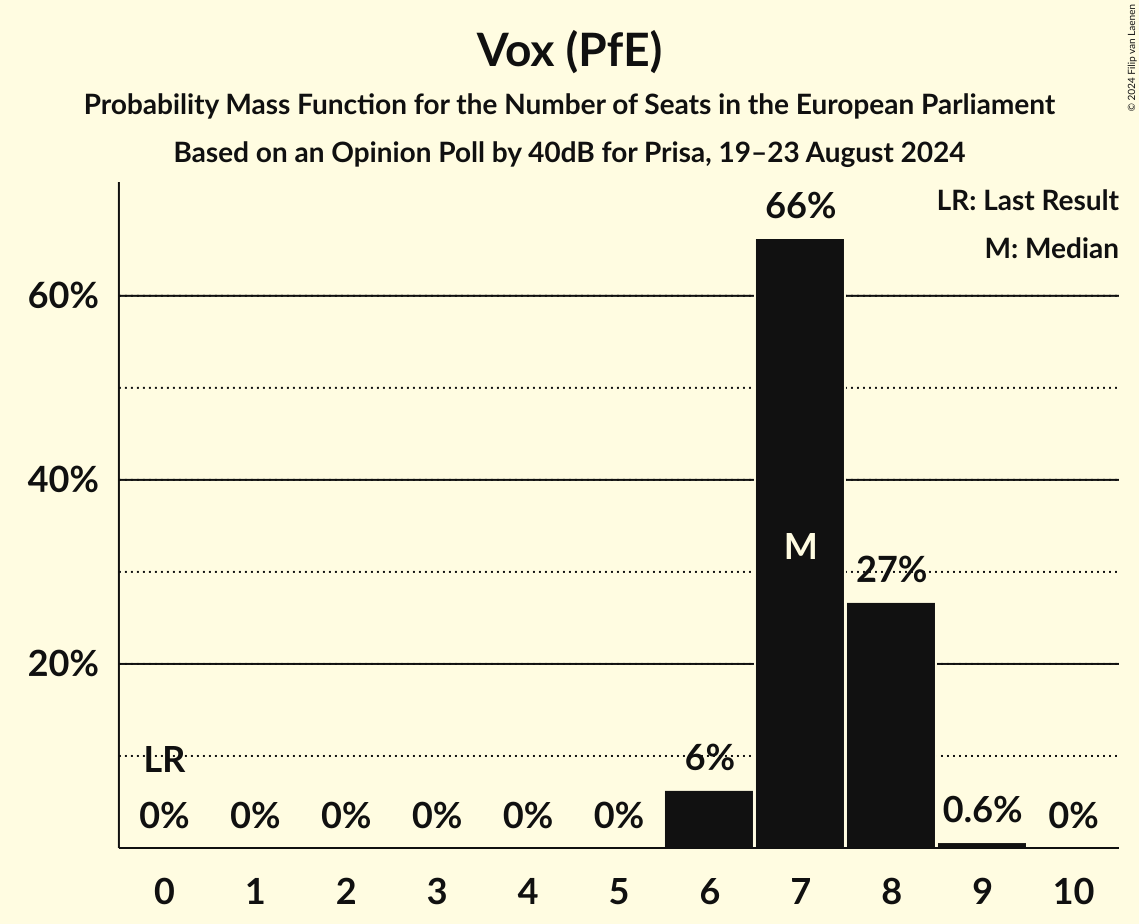 Vox (PfE)
Probability Mass Function for the Number of Seats in the European Parliament
Based on an Opinion Poll by 40dB for Prisa, 19–23 August 2024
© 2024 Filip van Laenen
LR: Last Result
M: Median
66%
60%
40%
M
27%
20%
LR
6%
0% 0% 0% 0% 0% 0% 0.6% 0%
0 1 2 3 4 5 6 7 8 9 10